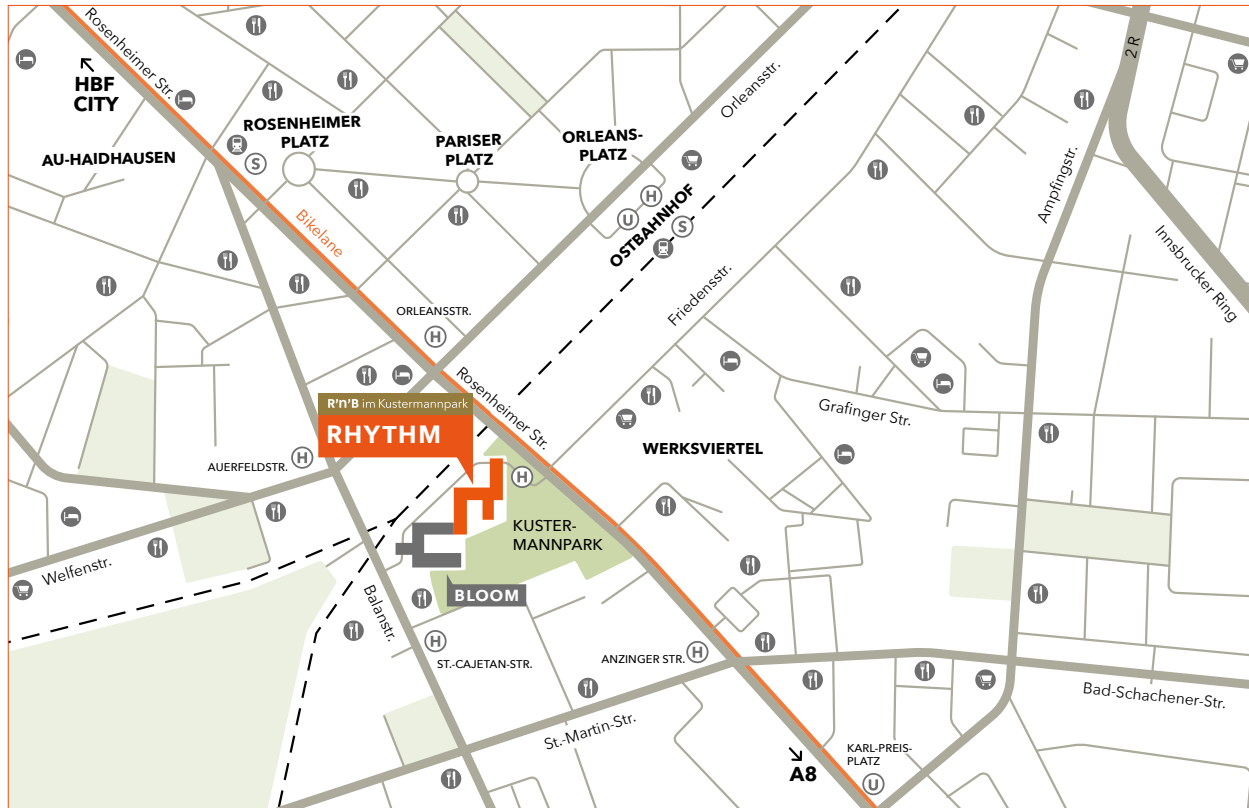 Rosenheimer Str.
HBF
CITY
AU-HAIDHAUSEN
S
ROSENHEIMER
PLATZ
PARISER
PLATZ
ORLEANS-
PLATZ
Orleansstr.
2 R
Ampfingstr.
Innsbrucker Ring
H
U
OSTBAHNHOF
S
Bikelane
Friedensstr.
ORLEANSSTR.
H
Rosenheimer Str.
R'n'B im Kustermannpark
RHYTHM
Grafinger Str.
WERKSVIERTEL
AUERFELDSTR.
H
H
KUSTER-
MANNPARK
Welfenstr.
BLOOM
Balanstr.
H
ST.-CAJETAN-STR.
ANZINGER STR.
H
Bad-Schachener-Str.
St.-Martin-Str.
A8
KARL-PREIS-
PLATZ
U